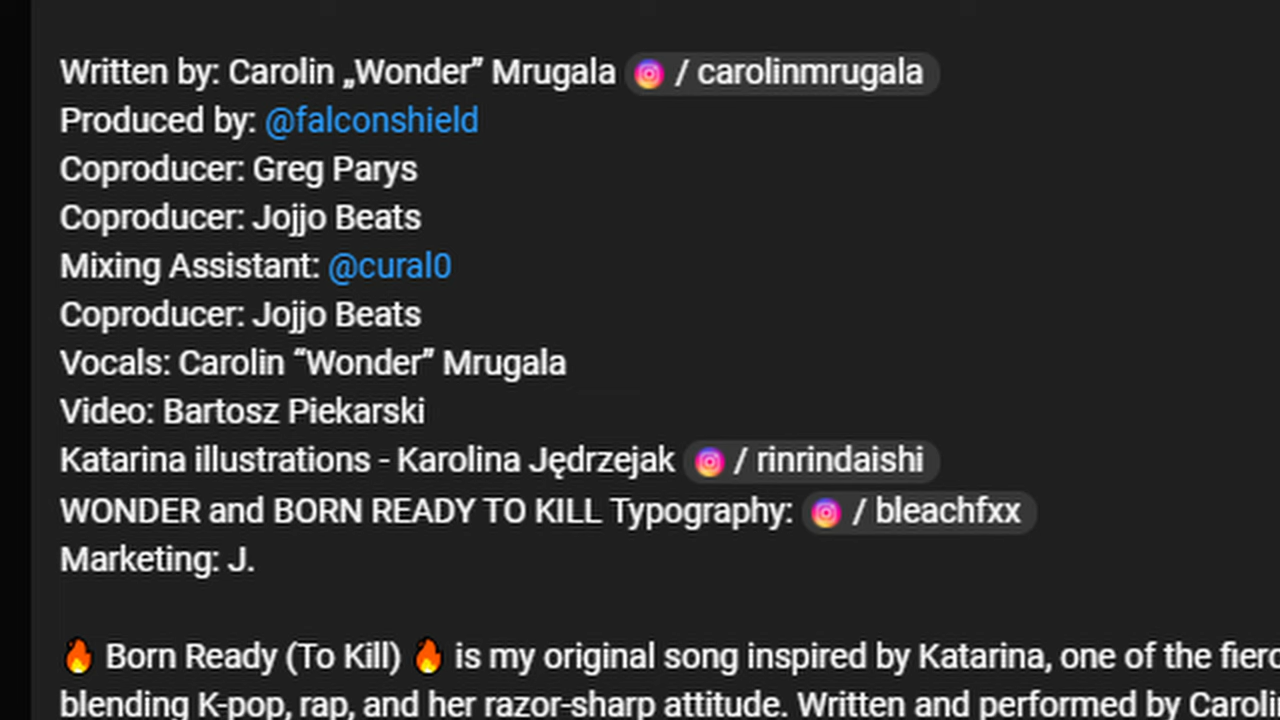 Written by: Carolin „Wonder” Mrugala / carolinmrugala
Produced by: @falconshield
Coproducer: Greg Parys
Coproducer: Jojjo Beats
Mixing Assistant: @cural0
Coproducer: Jojjo Beats
Vocals: Carolin “Wonder” Mrugala
Video: Bartosz Piekarski
Katarina illustrations - Karolina Jędrzejak / rinrindaishi
WONDER and BORN READY TO KILL Typography: / bleachfxx
Marketing: J.
🔥 Born Ready (To Kill) 🔥 is my original song inspired by Katarina, one of the
blending K-pop, rap, and her razor-sharp attitude. Written and performed by